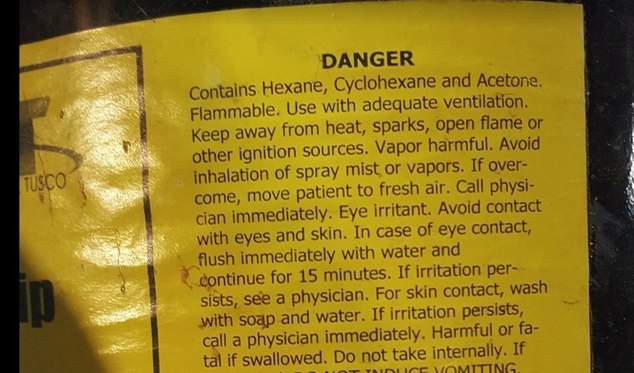 DANGER
Contains Hexane, Cyclohexane and Acetone.
Flammable. Use with adequate ventilation.
Keep away from heat, sparks, open flame or
other ignition sources. Vapor harmful. Avoid
inhalation of spray mist or vapors. If over-
come, move patient to fresh air. Call physi-
cian immediately. Eye irritant. Avoid contact
with eyes and skin. In case of eye contact,
flush immediately with water and
continue for 15 minutes. If irritation per-
sists, see a physician. For skin contact, wash
with soap and water. If irritation persists,
call a physician immediately. Harmful or fa-
tal if swallowed. Do not take internally. If
DO NOT INDUCE VOMITING.
TUSCO
ip